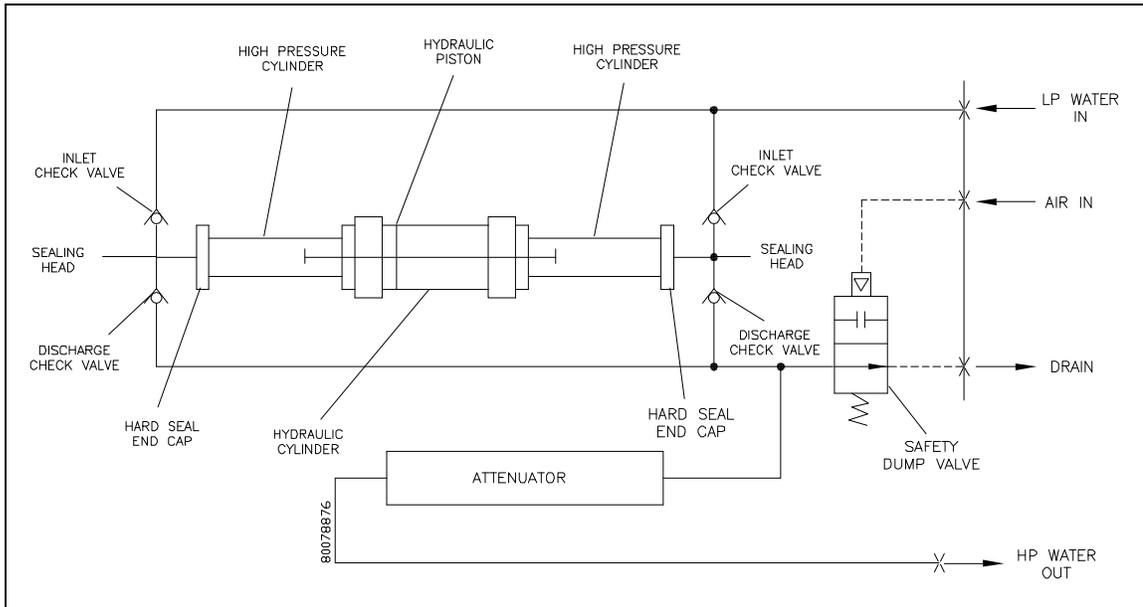 HIGH PRESSURE
CYLINDER
HYDRAULIC
PISTON
HIGH PRESSURE
CYLINDER
LP WATER
IN
INLET
CHECK VALVE
INLET
CHECK VALVE
AIR IN
SEALING
HEAD
SEALING
HEAD
DISCHARGE
CHECK VALVE
DISCHARGE
CHECK VALVE
DRAIN
HARD SEAL
END CAP
HYDRAULIC
CYLINDER
HARD SEAL
END CAP
SAFETY
DUMP VALVE
ATTENUATOR
80078876
HP WATER
OUT